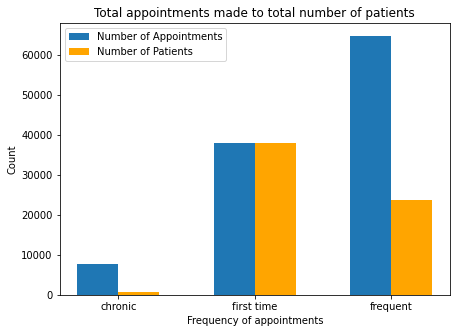 Total appointments made to total number of patients
Number of Appointments
Number of Patients
Count
60000
50000
40000
30000
20000
10000
0
chronic
first time
frequent
Frequency of appointments